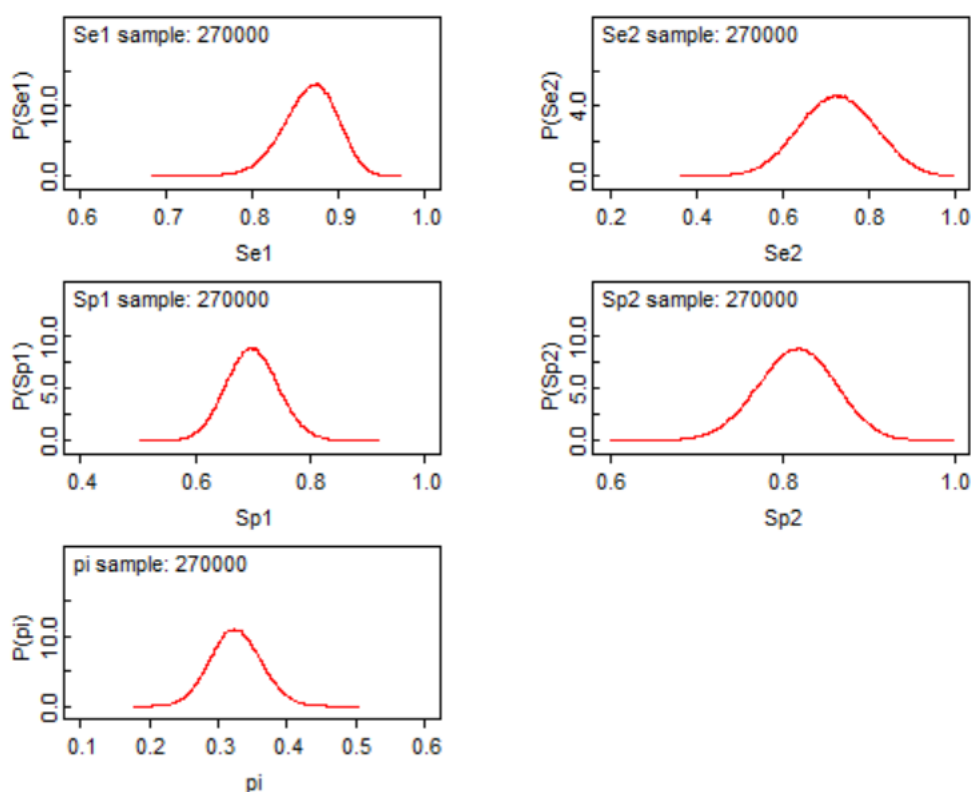 Se1 sample: 270000
P(Se1)
10.0
0.0
0.6 0.7 0.8 0.9 1.0
Se1
Se2 sample: 270000
P(Se2)
4.0
0.0
0.2 0.4 0.6 0.8 1.0
Se2
Sp1 sample: 270000
P(Sp1)
10.0
5.0
0.0
0.4 0.6 0.8 1.0
Sp1
Sp2 sample: 270000
P(Sp2)
10.0
5.0
0.0
0.6 0.8 1.0
Sp2
pi sample: 270000
P(pi)
10.0
0.0
0.1 0.2 0.3 0.4 0.5 0.6
pi